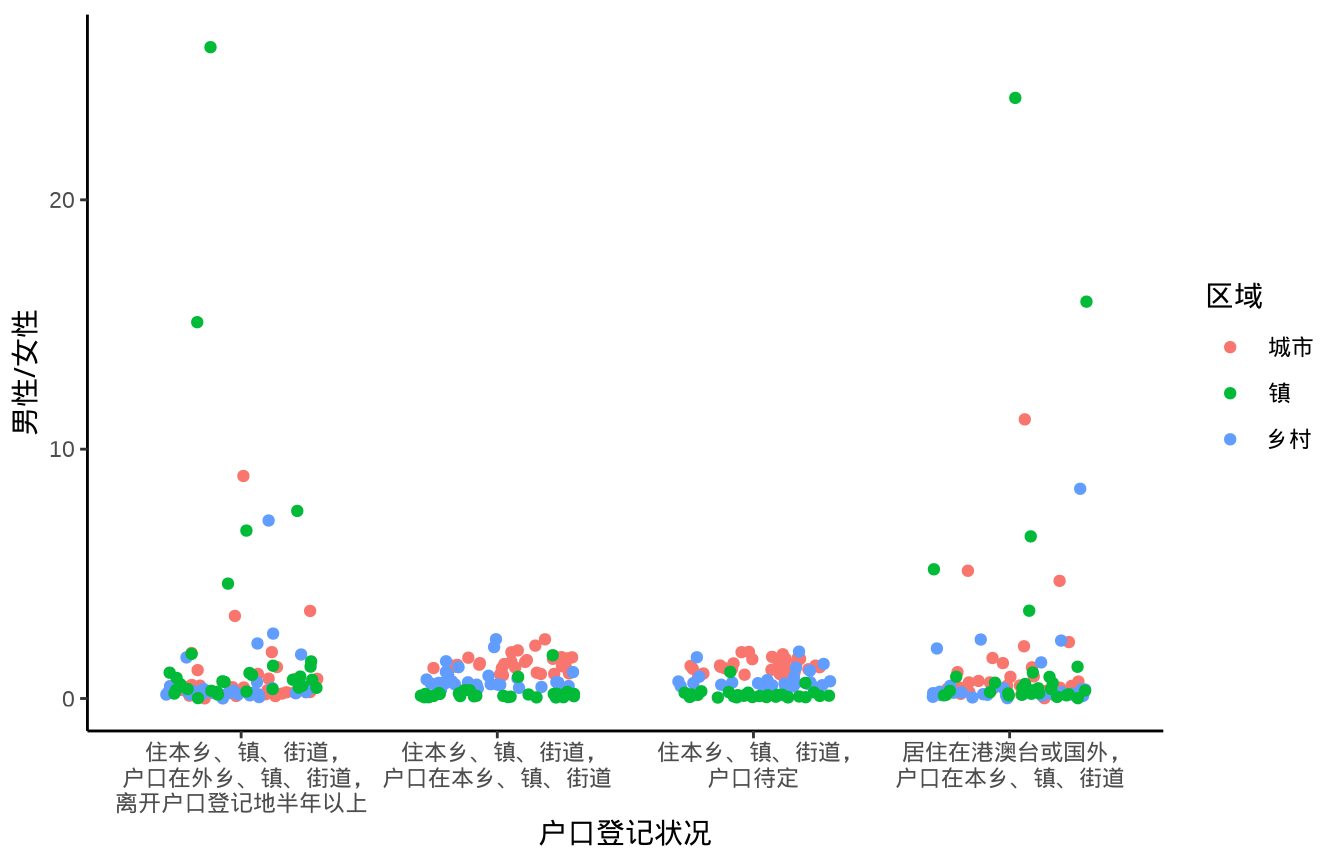 男性/女性
20
10
0
住本乡、镇、街道，
户口在外乡、镇、街道，
离开户口登记地半年以上
住本乡、镇、街道，
户口在本乡、镇、街道
住本乡、镇、街道，
户口待定
居住在港澳台或国外，
户口在本乡、镇、街道
户口登记状况
区域
城市
镇
乡村